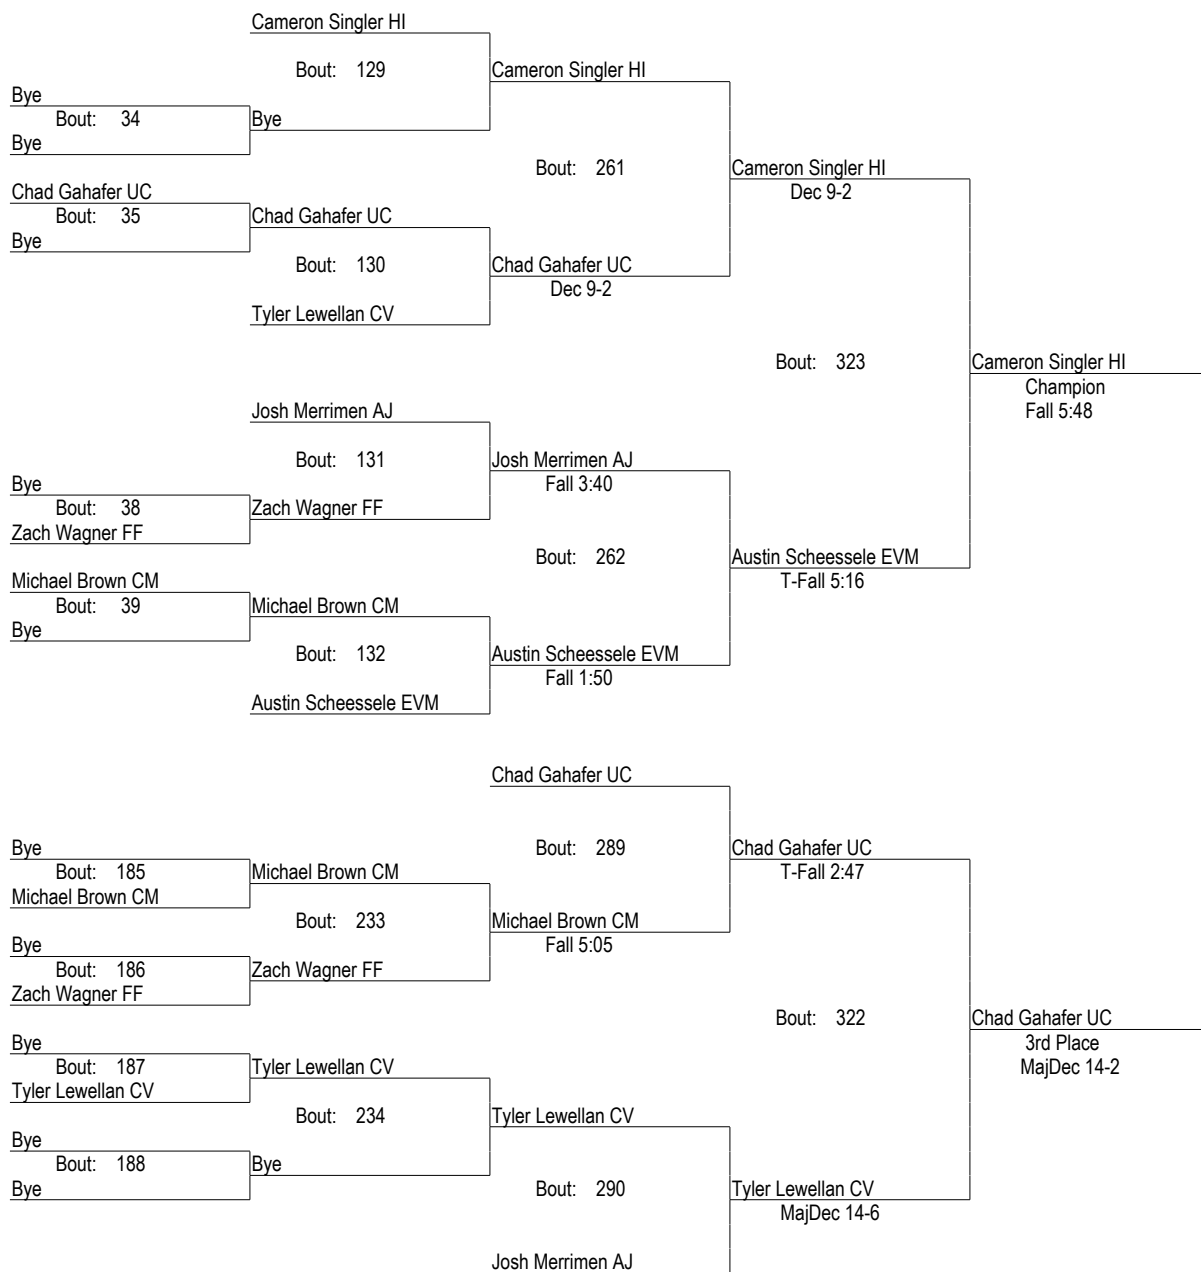 Cameron Singler HI
Bout: 129
Cameron Singler HI
Bye
Bout: 34
Bye
Bye
Bout: 261
Cameron Singler HI
Dec 9-2
Chad Gahafer UC
Bout: 35
Chad Gahafer UC
Bye
Bout: 130
Chad Gahafer UC
Dec 9-2
Tyler Lewellan CV
Bout: 323
Cameron Singler HI
Champion
Fall 5:48
Josh Merrimen AJ
Bout: 131
Josh Merrimen AJ
Fall 3:40
Bye
Bout: 38
Zach Wagner FF
Zach Wagner FF
Bout: 262
Austin Scheessele EVM
T-Fall 5:16
Michael Brown CM
Bout: 39
Michael Brown CM
Bye
Bout: 132
Austin Scheessele EVM
Fall 1:50
Austin Scheessele EVM
Chad Gahafer UC
Bout: 289
Chad Gahafer UC
T-Fall 2:47
Bye
Bout: 185
Michael Brown CM
Michael Brown CM
Bout: 233
Michael Brown CM
Fall 5:05
Bye
Bout: 186
Zach Wagner FF
Zach Wagner FF
Bout: 322
Chad Gahafer UC
3rd Place
MajDec 14-2
Bye
Bout: 187
Tyler Lewellan CV
Tyler Lewellan CV
Bout: 234
Tyler Lewellan CV
Bye
Bout: 188
Bye
Bye
Bout: 290
Tyler Lewellan CV
MajDec 14-6
Josh Merrimen AJ